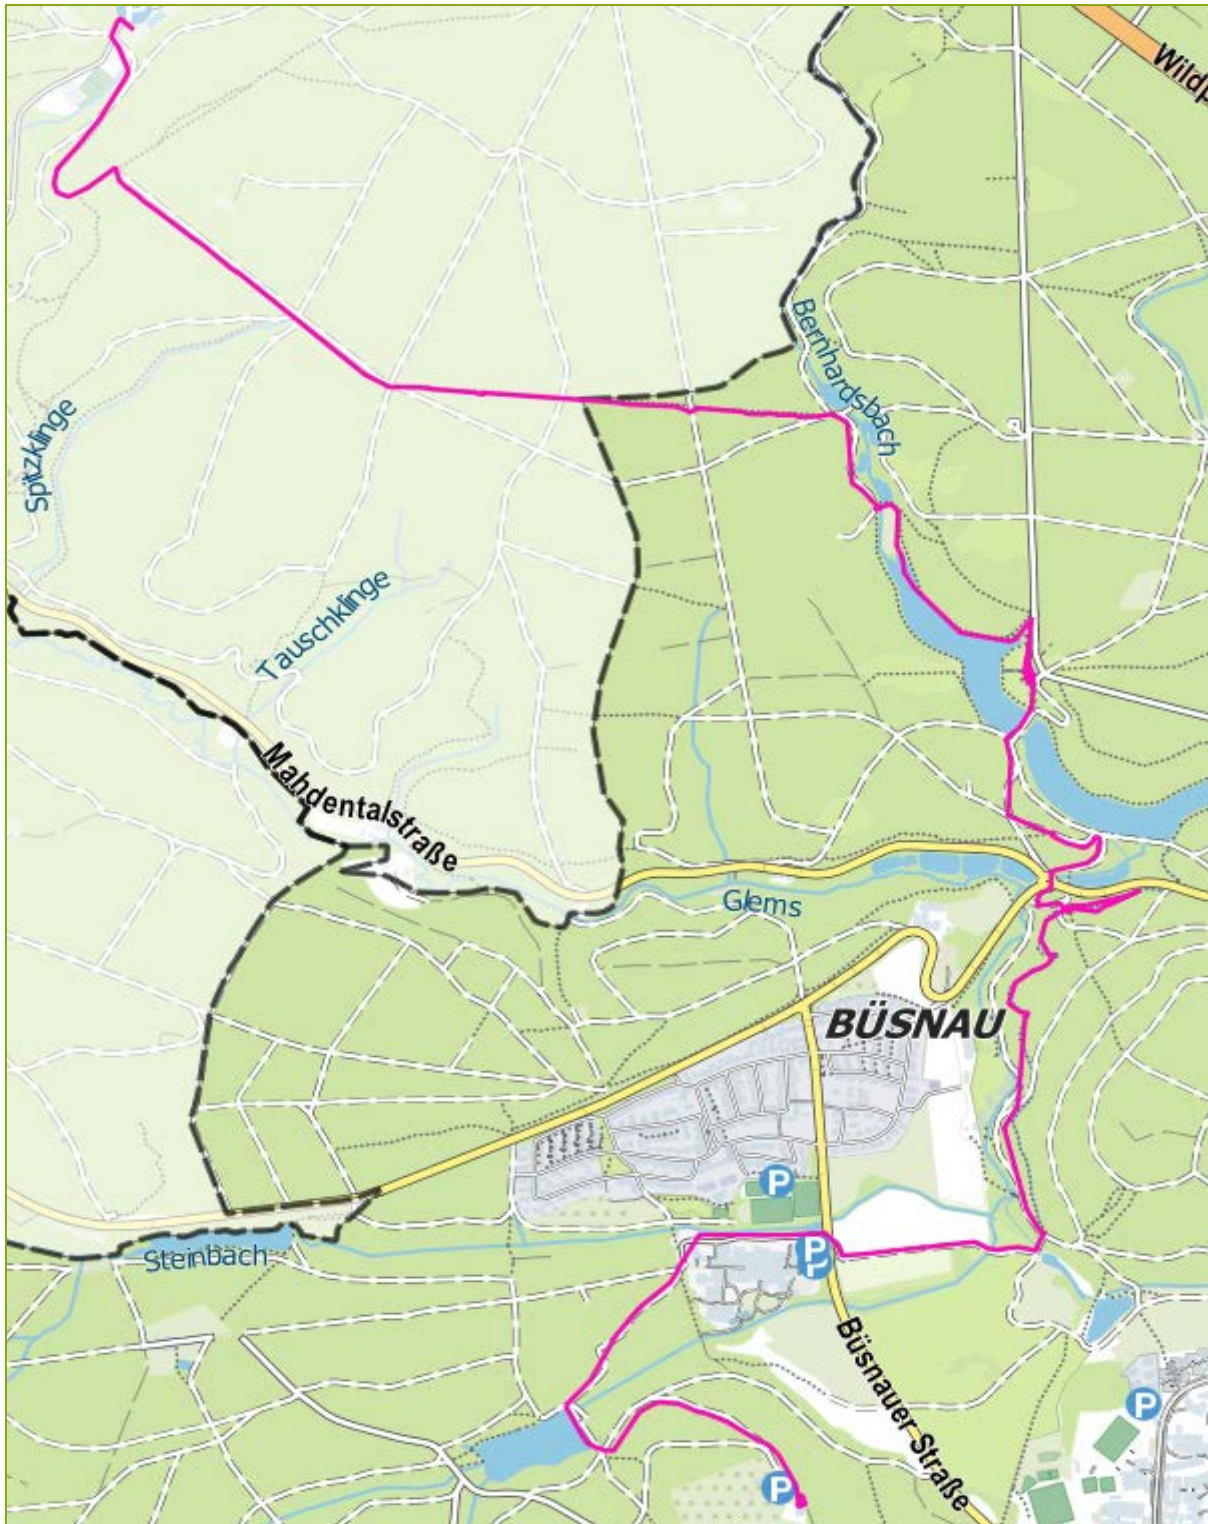 P
Wildp
Bernhardsbach
Spitzklinge
Tauschklinge
Mahdentalstraße
Glems
BÜSNAU
P
Steinbach
P
P
Büsnauer Straße
P
P